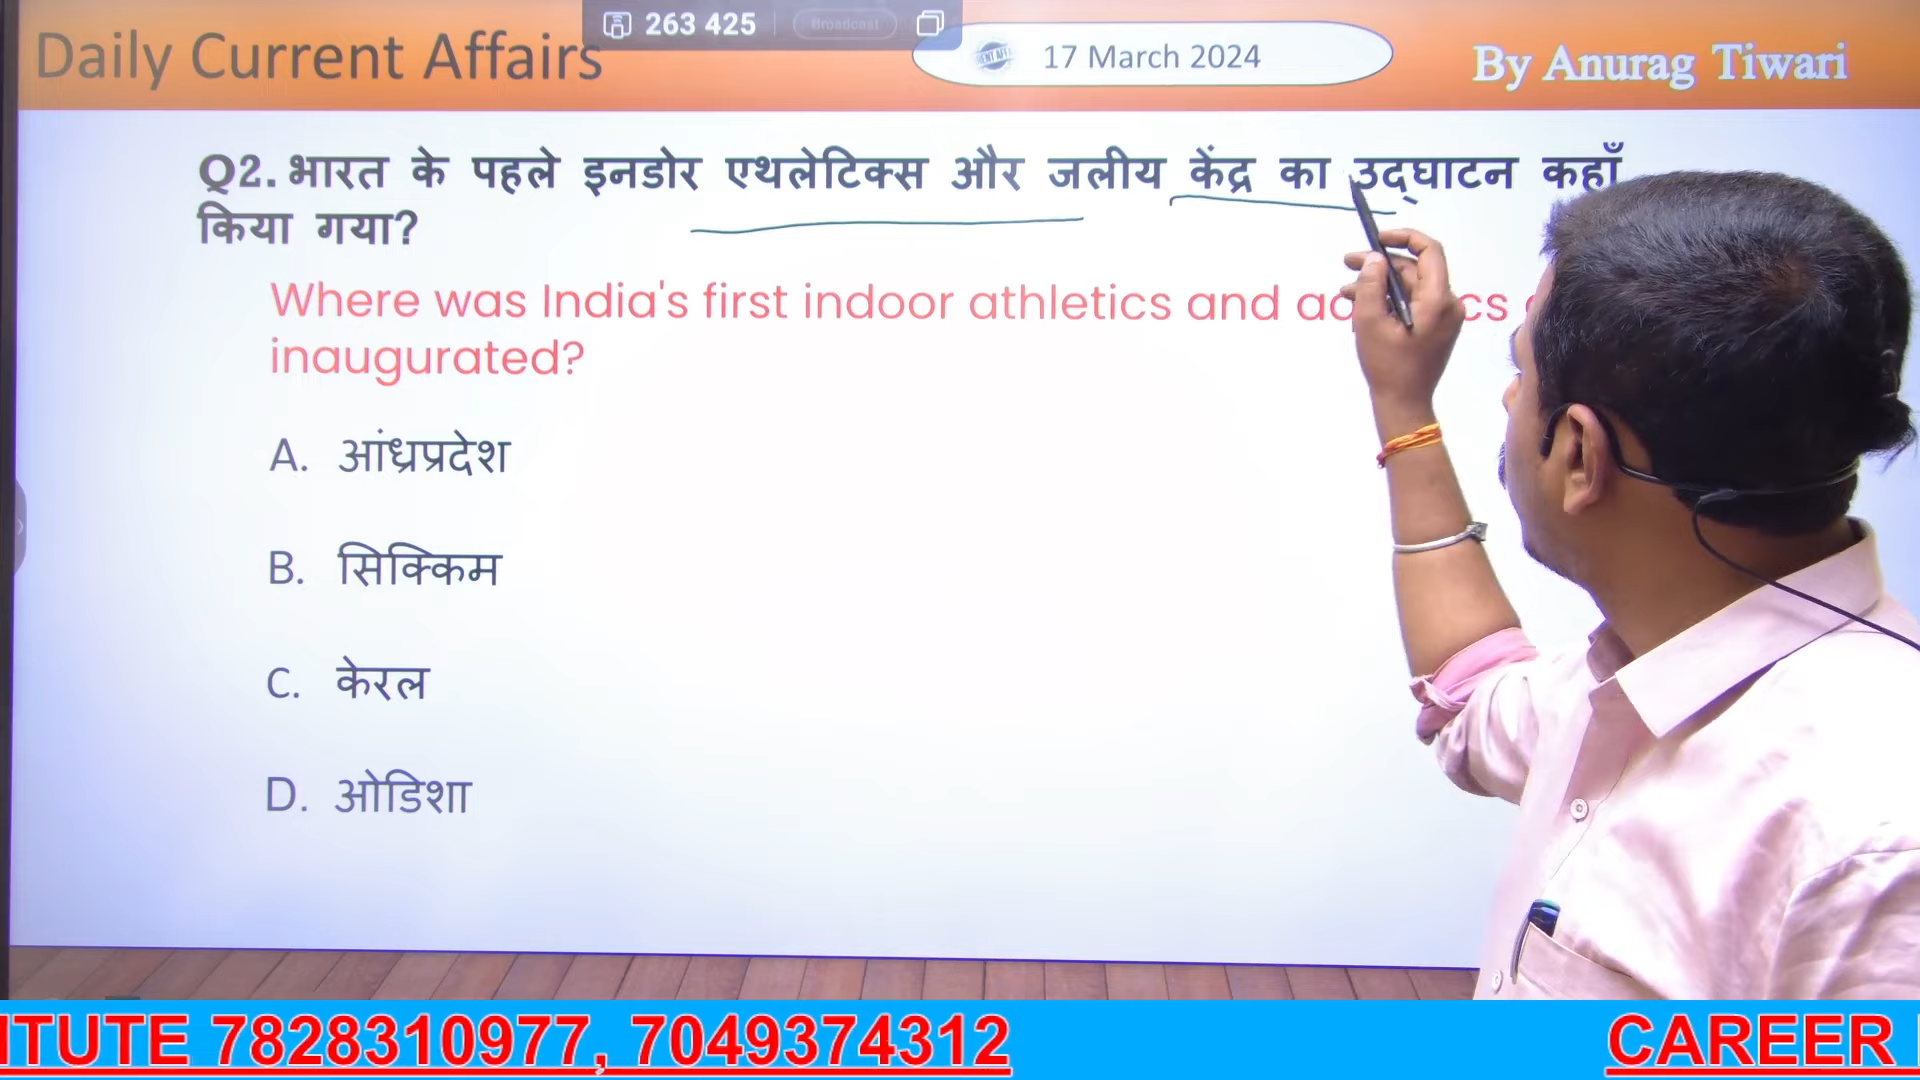 263 425
Broadcast
Daily Current Affairs
17 March 2024
By Anurag Tiwari
Q2. भारत के पहले इनडोर एथलेटिक्स और जलीय केंद्र का उद्घाटन कहाँ
किया गया?
Where was India's first indoor athletics and
inaugurated?
A. आंध्रप्रदेश
B. सिक्किम
C. केरल
D. ओडिशा
ITUTE 7828310977, 7049374312
CAREER